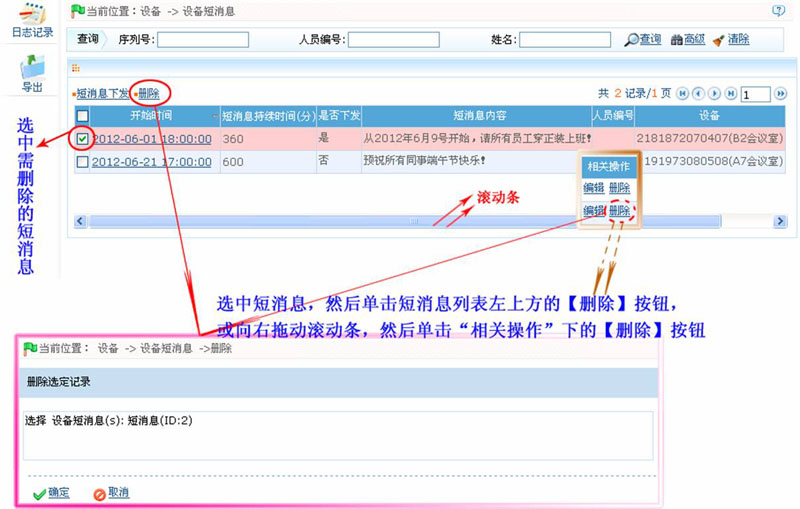 日志记录
导出
当前位置: 设备 -> 设备短消息
查询
序列号:
人员编号:
姓名:
查询 高级 清除
短消息下发 删除
共 2 记录/1 页
1
开始时间 短消息持续时间(分) 是否下发 短消息内容 人员编号 设备
2012-06-01 18:00:00 360 是 从2012年6月9号开始,请所有员工穿正装上班! 2181872070407(B2会议室)
2012-06-21 17:00:00 600 否 预祝所有同事端午节快乐! 191973080508(A7会议室)
相关操作
编辑 删除
编辑 删除
滚动条
选中需删除的短消息
选中短消息,然后单击短消息列表左上方的【删除】按钮,
或向右拖动滚动条,然后单击“相关操作”下的【删除】按钮
当前位置: 设备 -> 设备短消息 ->删除
删除选定记录
选择 设备短消息(s): 短消息(ID:2)
确定 取消